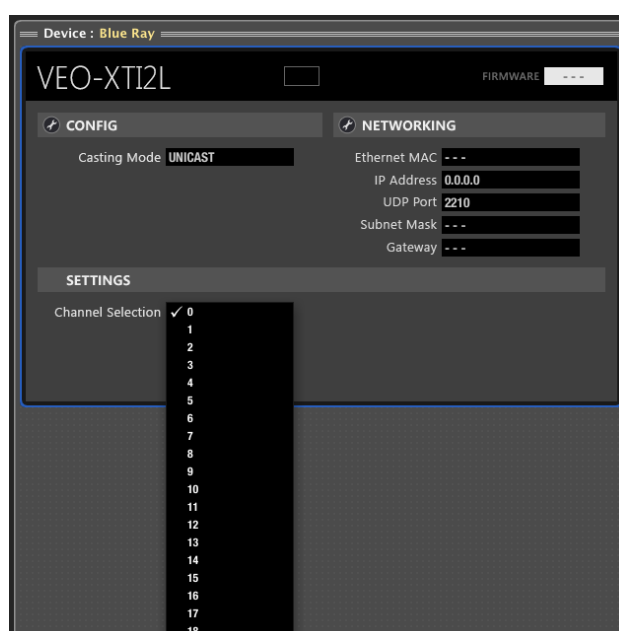 Device : Blue Ray
VEO-XTI2L
FIRMWARE - - -
CONFIG
Casting Mode UNICAST
NETWORKING
Ethernet MAC - - -
IP Address 0.0.0.0
UDP Port 2210
Subnet Mask - - -
Gateway - - -
SETTINGS
Channel Selection ✓ 0
1
2
3
4
5
6
7
8
9
10
11
12
13
14
15
16
17
18